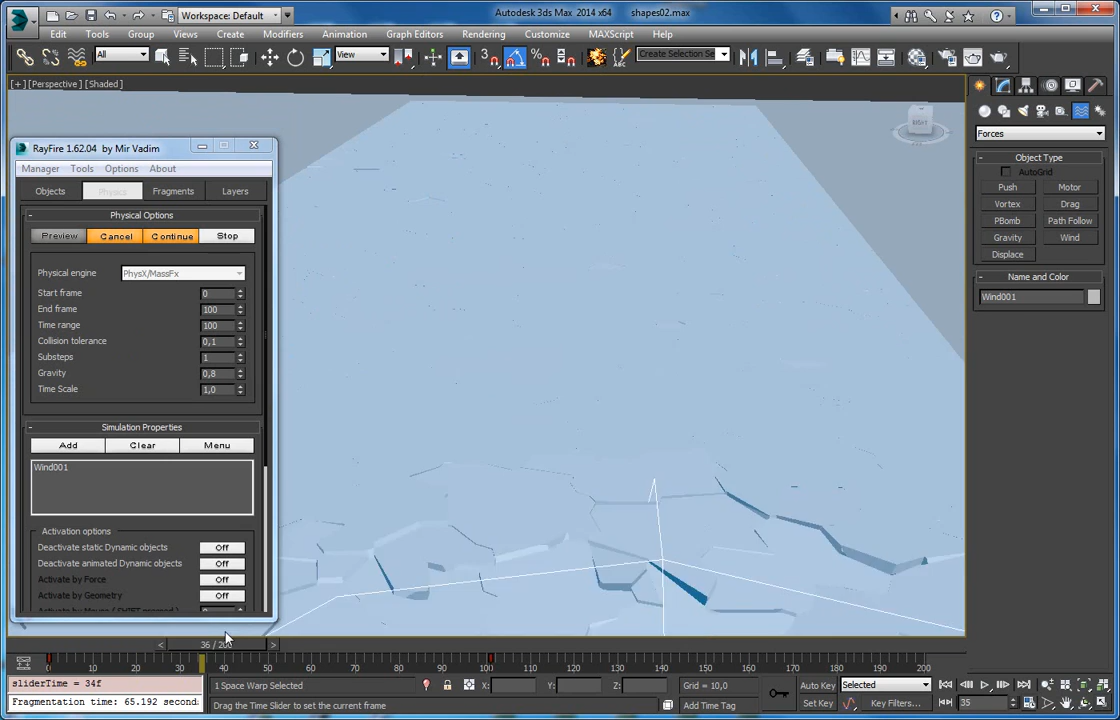 Workspace: Default
Autodesk 3ds Max 2014 x64 shapes02.max
Edit Tools Group Views Create Modifiers Animation Graph Editors Rendering Customize MAXScript Help
All View 3 Create Selection Se
[+] [Perspective] [Shaded]
RayFire 1.62.04 by Mir Vadim
Manager Tools Options About
Objects Physics Fragments Layers
- Physical Options
Preview Cancel Continue Stop
Physical engine PhysX/MassFx
Start frame 0
End frame 100
Time range 100
Collision tolerance 0,1
Substeps 1
Gravity 0,8
Time Scale 1,0
- Simulation Properties
Add Clear Menu
Wind001
Activation options
Deactivate static Dynamic objects Off
Deactivate animated Dynamic objects Off
Activate by Force Off
Activate by Geometry Off
Forces
- Object Type
AutoGrid
Push Motor
Vortex Drag
PBomb Path Follow
Gravity Wind
Displace
- Name and Color
Wind001
< 36 / 200 >
0 10 20 30 40 50 60 70 80 90 100 110 120 130 140 150 160 170 180 190 200
sliderTime = 34f
Fragmentation time: 65.192 second
1 Space Warp Selected
X: Y: Z: Grid = 10,0
Drag the Time Slider to set the current frame
Add Time Tag
Auto Key Selected
Set Key Key Filters...
35